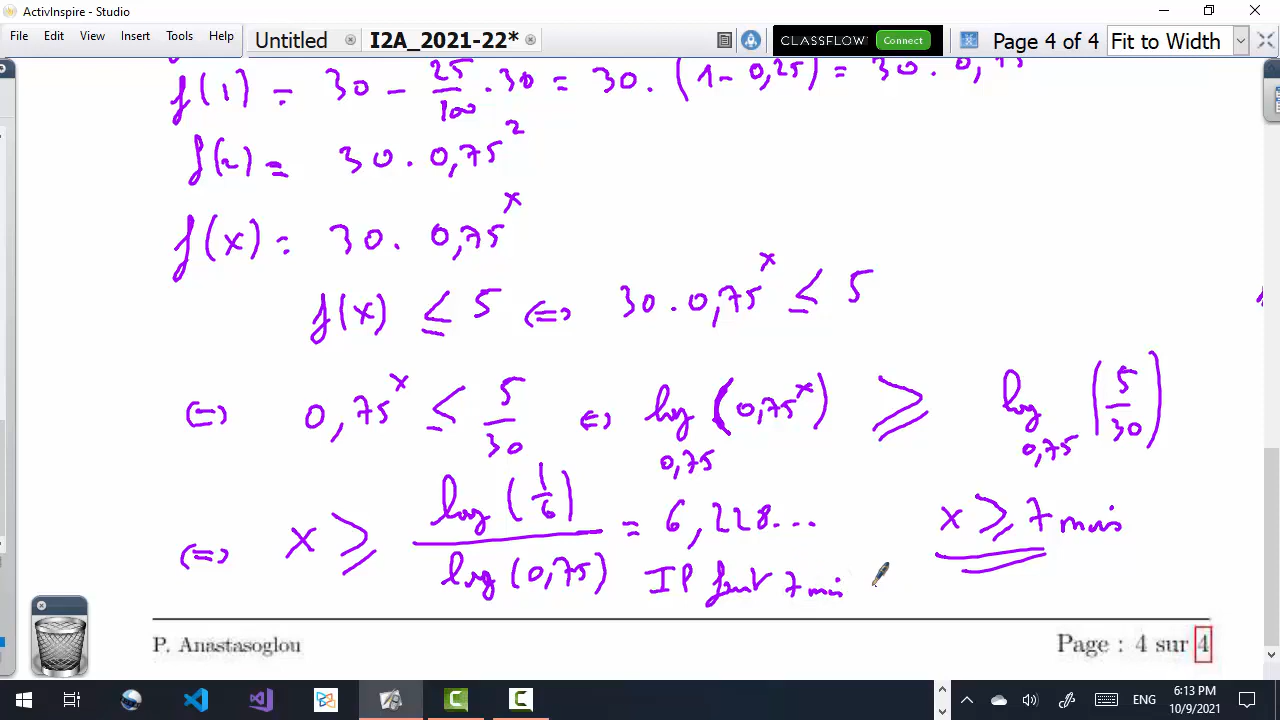 ActivInspire - Studio
File Edit View Insert Tools Help Untitled I2A_2021-22* CLASSFLOW Connect Page 4 of 4 Fit to Width
f(1) = 30 - 25/100 . 30 = 30 . (1 - 0,25) = 30 . 0,75
f(2) = 30 . 0,75^2
f(x) = 30 . 0,75^x
f(x) ≤ 5 ⇔ 30 . 0,75^x ≤ 5
⇔ 0,75^x ≤ 5/30 ⇔ log_0,75 (0,75^x) ≥ log_0,75 (5/30)
⇔ x ≥ log(1/6) / log(0,75) = 6,228... x ≥ 7 mins
Il faut 7 min
P. Anastasoglou Page : 4 sur 4
ENG 6:13 PM
10/9/2021